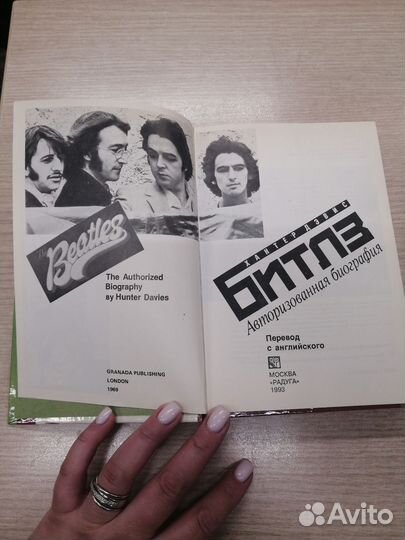 The
Beatles
The Authorized
Biography
by Hunter Davies
GRANADA PUBLISHING
LONDON
1969
ХАНТЕР ДЭВИС
БИТЛЗ
Авторизованная биография
Перевод
с английского
МОСКВА
«РАДУГА»
1993
Avito